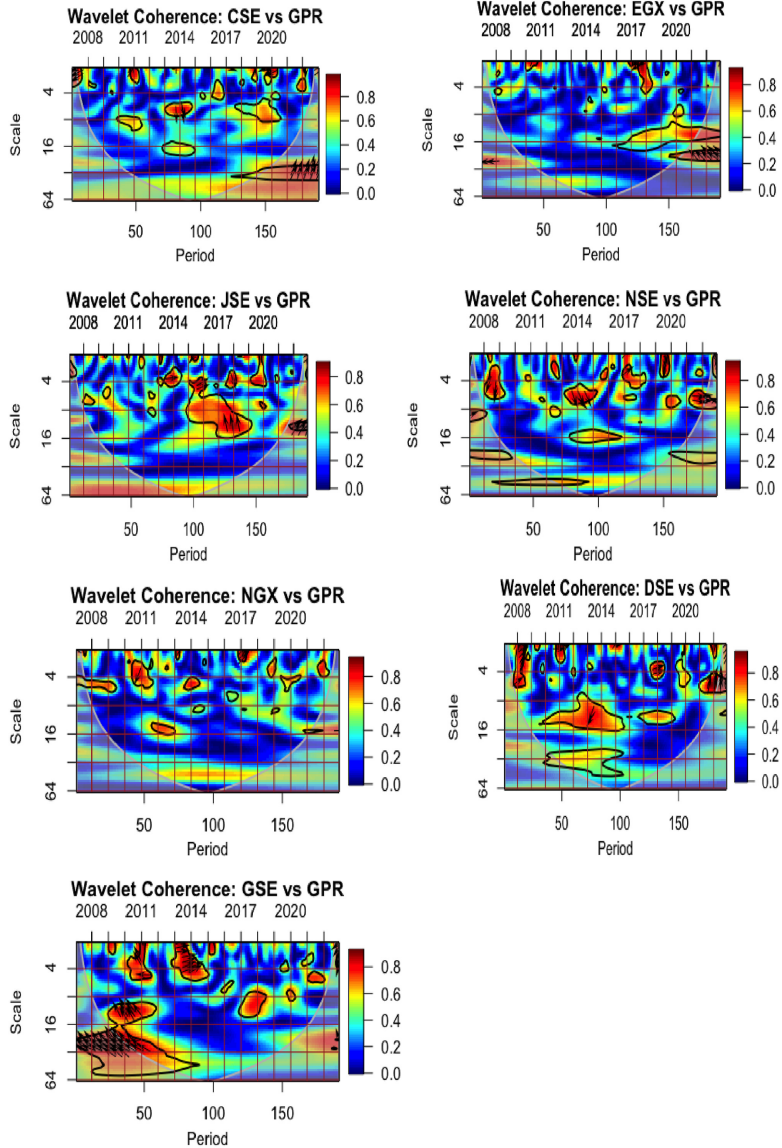 Wavelet Coherence: CSE vs GPR
2008 2011 2014 2017 2020
Scale
4
16
64
50 100 150
Period
0.8
0.6
0.4
0.2
0.0
Wavelet Coherence: EGX vs GPR
2008 2011 2014 2017 2020
Scale
4
16
64
50 100 150
Period
0.8
0.6
0.4
0.2
0.0
Wavelet Coherence: JSE vs GPR
2008 2011 2014 2017 2020
Scale
4
16
64
50 100 150
Period
0.8
0.6
0.4
0.2
0.0
Wavelet Coherence: NSE vs GPR
2008 2011 2014 2017 2020
Scale
4
16
64
50 100 150
Period
0.8
0.6
0.4
0.2
0.0
Wavelet Coherence: NGX vs GPR
2008 2011 2014 2017 2020
Scale
4
16
64
50 100 150
Period
0.8
0.6
0.4
0.2
0.0
Wavelet Coherence: DSE vs GPR
2008 2011 2014 2017 2020
Scale
4
16
64
50 100 150
Period
0.8
0.6
0.4
0.2
0.0
Wavelet Coherence: GSE vs GPR
2008 2011 2014 2017 2020
Scale
4
16
64
50 100 150
Period
0.8
0.6
0.4
0.2
0.0